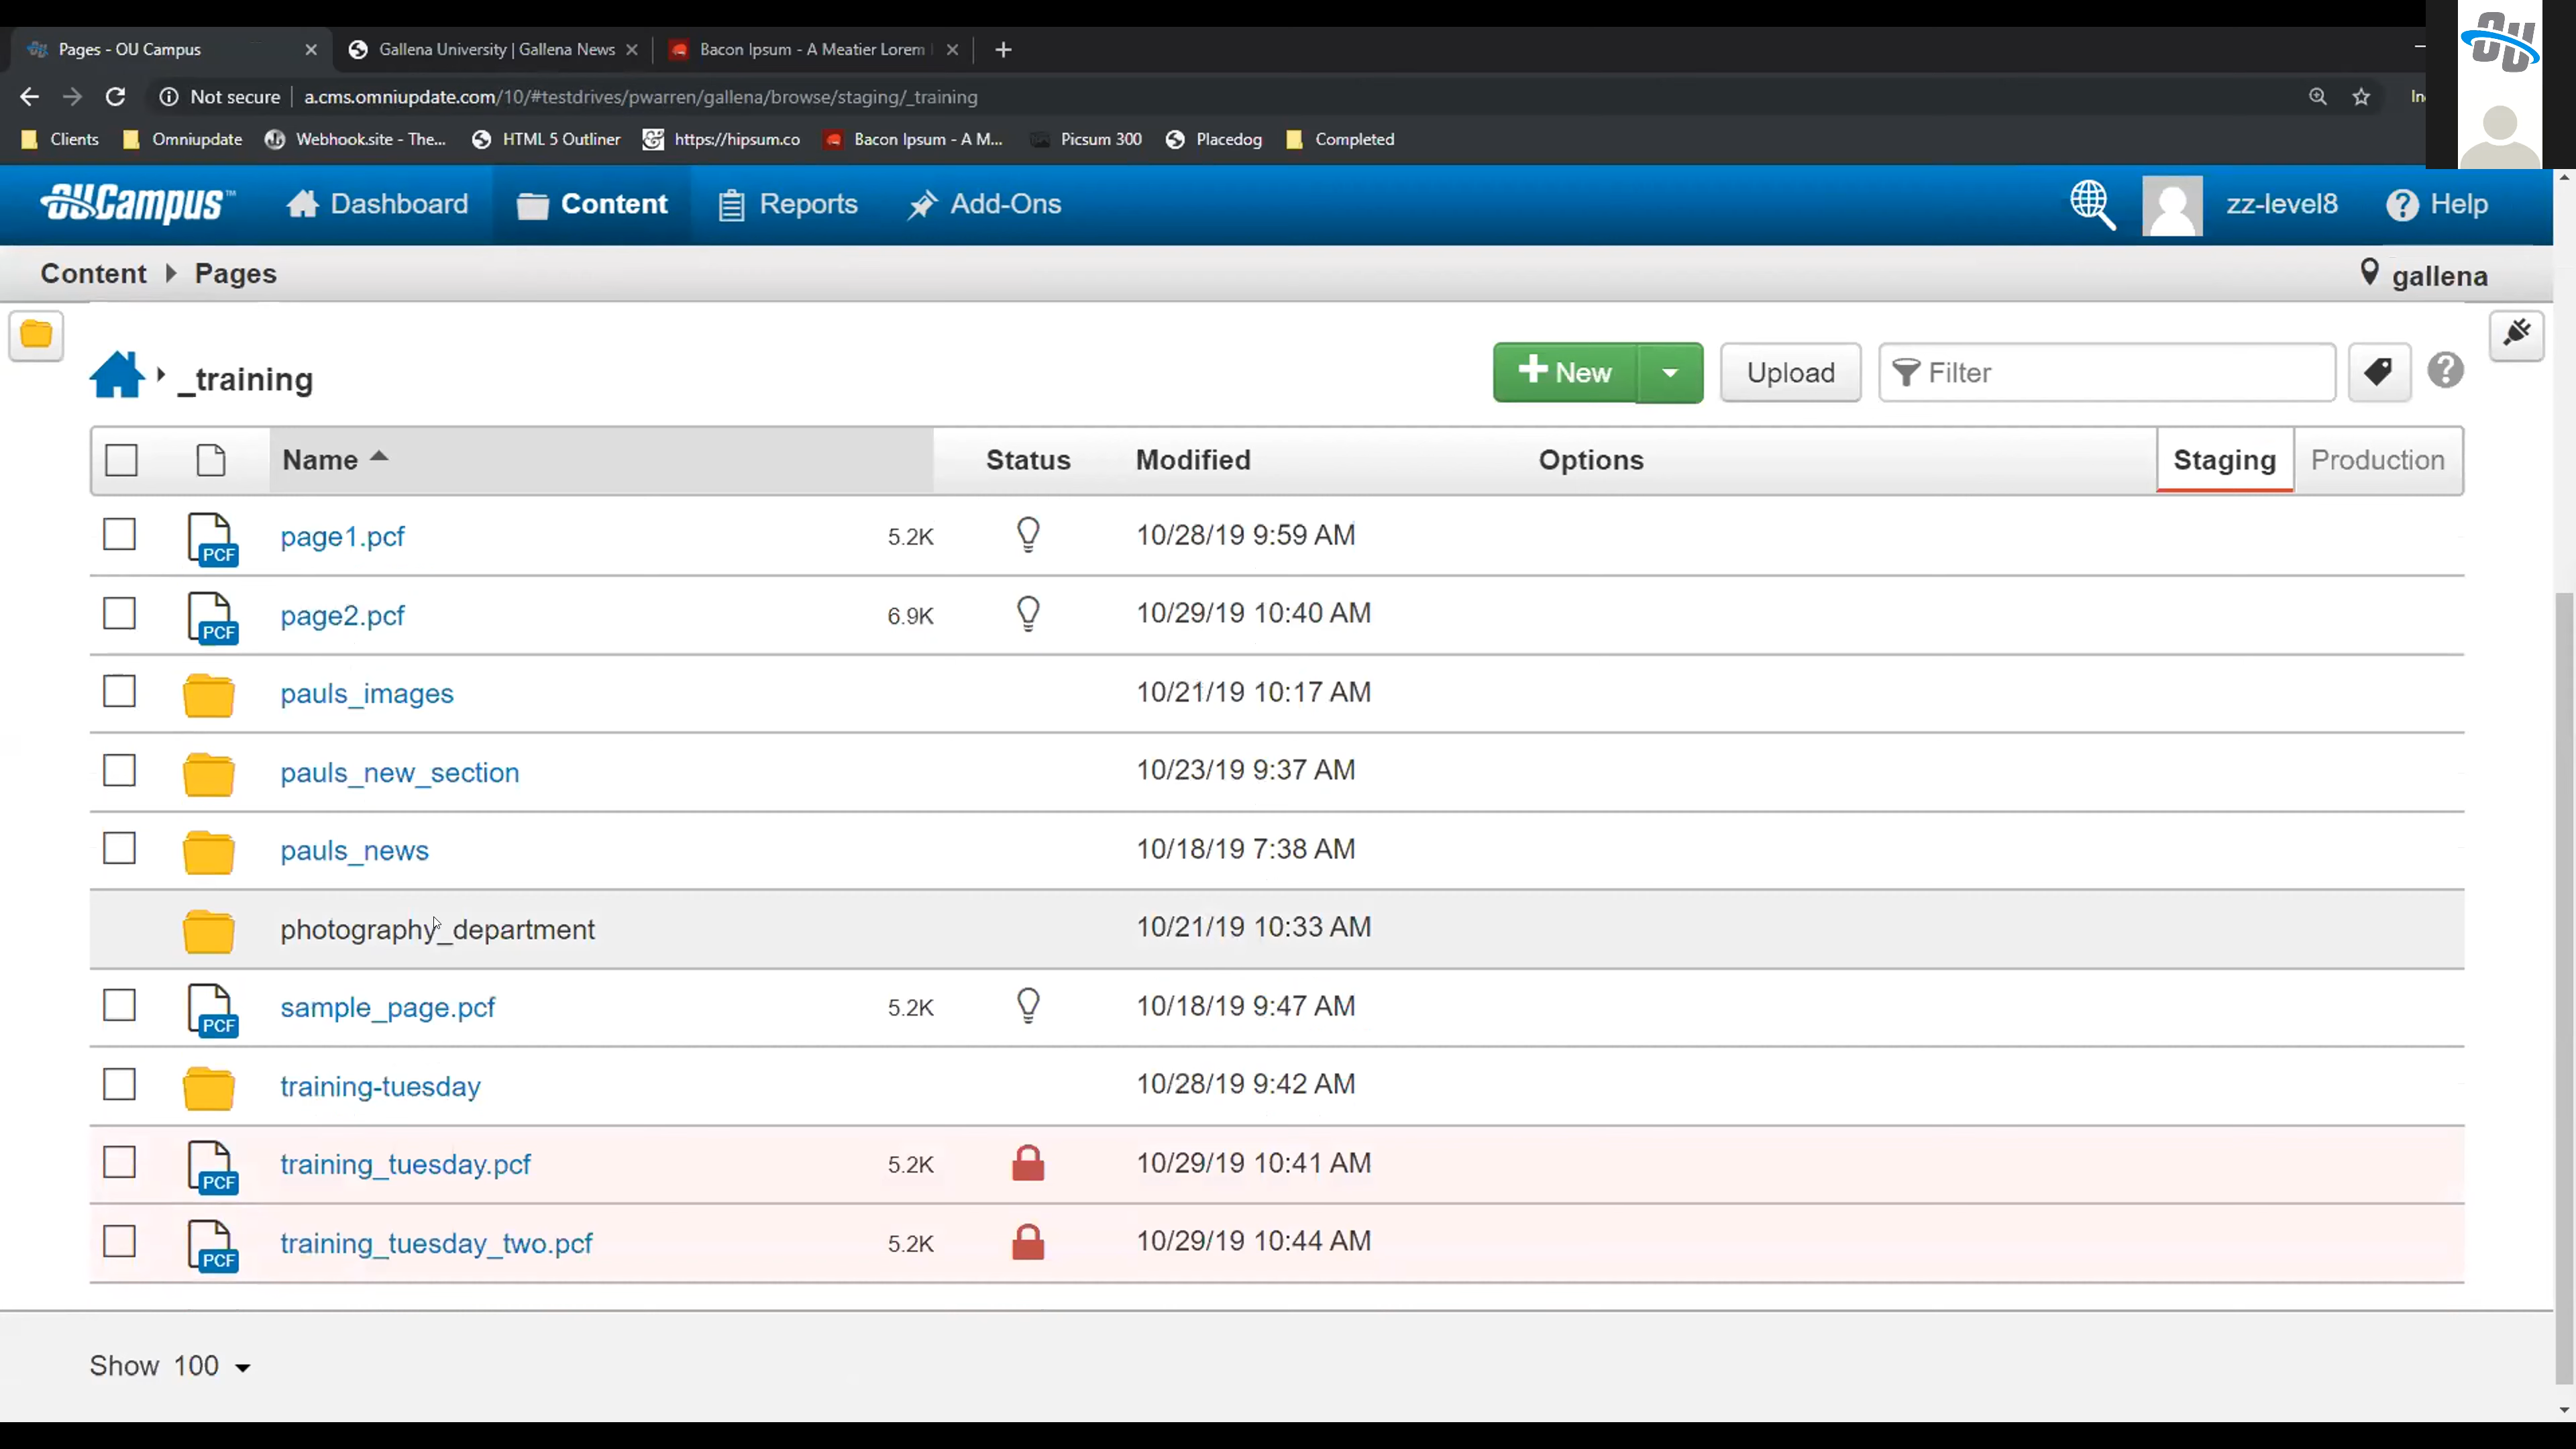 Pages - OU Campus
Gallena University | Gallena News
Bacon Ipsum - A Meatier Lorem
Not secure a.cms.omniupdate.com/10/#testdrives/pwarren/gallena/browse/staging/_training
Clients Omniupdate Webhook.site - The... HTML 5 Outliner https://hipsum.co Bacon Ipsum - A M... Picsum 300 Placedog Completed
OU
OUCampus™ Dashboard Content Reports Add-Ons zz-level8 Help
Content Pages gallena
_training New Upload Filter
Name Status Modified Options Staging Production
PCF page1.pcf 5.2K 10/28/19 9:59 AM
PCF page2.pcf 6.9K 10/29/19 10:40 AM
pauls_images 10/21/19 10:17 AM
pauls_new_section 10/23/19 9:37 AM
pauls_news 10/18/19 7:38 AM
photography_department 10/21/19 10:33 AM
PCF sample_page.pcf 5.2K 10/18/19 9:47 AM
training-tuesday 10/28/19 9:42 AM
PCF training_tuesday.pcf 5.2K 10/29/19 10:41 AM
PCF training_tuesday_two.pcf 5.2K 10/29/19 10:44 AM
Show 100